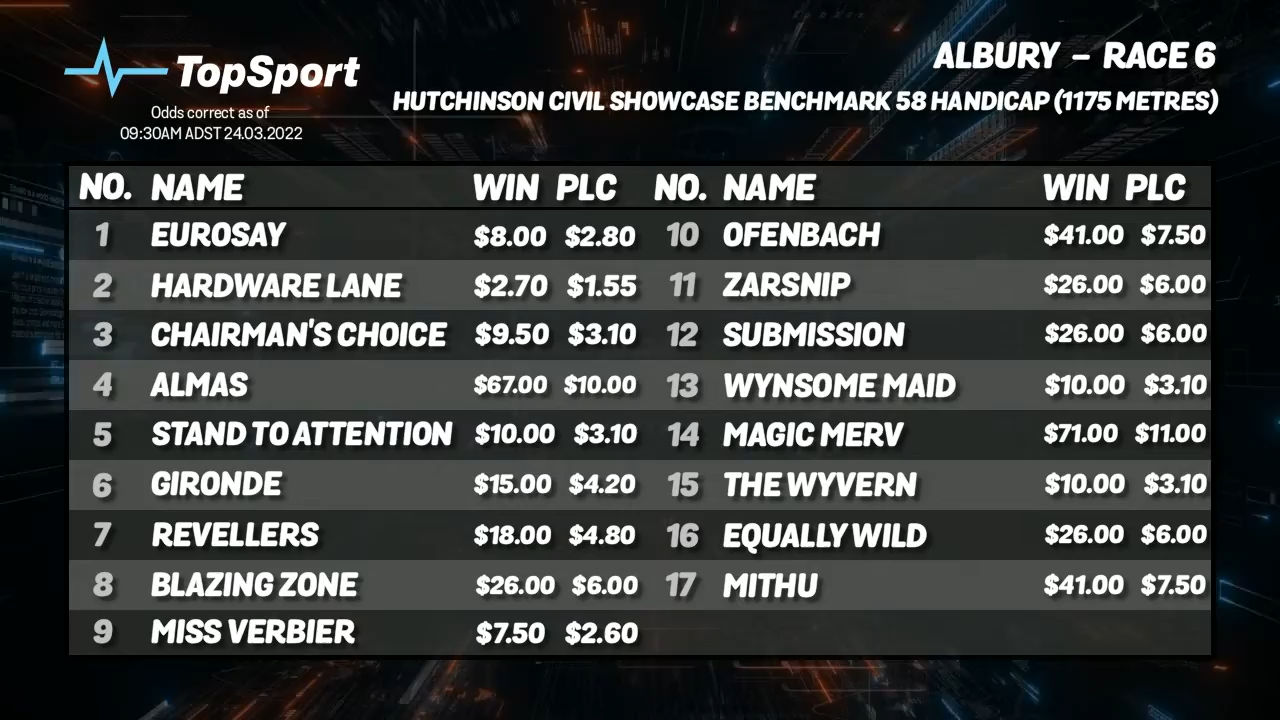 TopSport
Odds correct as of
09:30AM ADST 24.03.2022
ALBURY - RACE 6
HUTCHINSON CIVIL SHOWCASE BENCHMARK 58 HANDICAP (1175 METRES)
NO. NAME WIN PLC NO. NAME WIN PLC
1 EUROSAY $8.00 $2.80 10 OFENBACH $41.00 $7.50
2 HARDWARE LANE $2.70 $1.55 11 ZARSNIP $26.00 $6.00
3 CHAIRMAN'S CHOICE $9.50 $3.10 12 SUBMISSION $26.00 $6.00
4 ALMAS $67.00 $10.00 13 WYNSOME MAID $10.00 $3.10
5 STAND TO ATTENTION $10.00 $3.10 14 MAGIC MERV $71.00 $11.00
6 GIRONDE $15.00 $4.20 15 THE WYVERN $10.00 $3.10
7 REVELLERS $18.00 $4.80 16 EQUALLY WILD $26.00 $6.00
8 BLAZING ZONE $26.00 $6.00 17 MITHU $41.00 $7.50
9 MISS VERBIER $7.50 $2.60